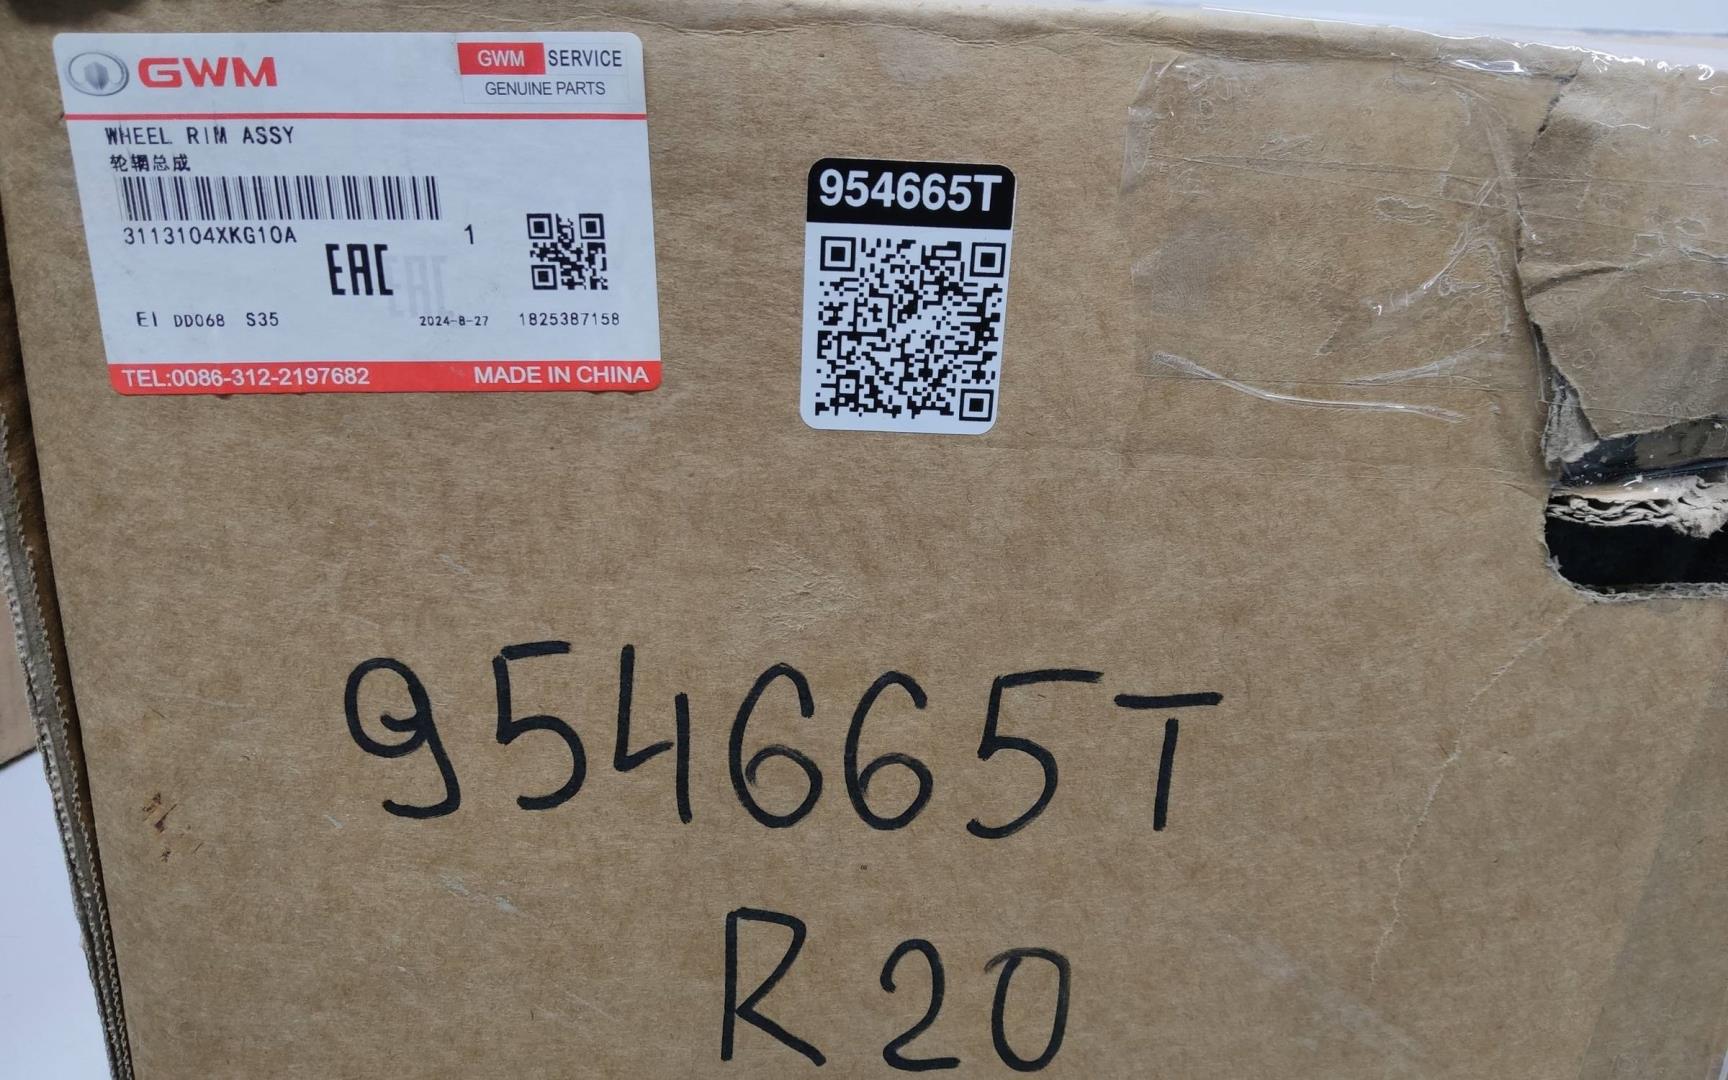 GWM
GWM SERVICE
GENUINE PARTS
WHEEL RIM ASSY
轮辋总成
3113104XKG10A
1
EAC
EI DD068 S35
2024-8-27
1825387158
TEL:0086-312-2197682
MADE IN CHINA
954665T
954665T
R20